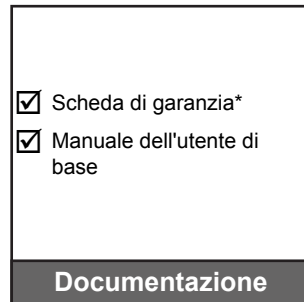 Scheda di garanzia*
Manuale dell'utente di
base
Documentazione